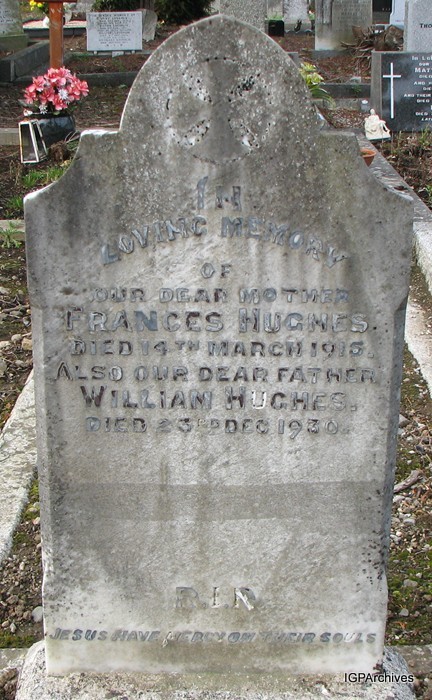 IN
LOVING MEMORY
OF
OUR DEAR MOTHER
FRANCES HUGHES.
DIED 14TH MARCH 1915.
ALSO OUR DEAR FATHER
WILLIAM HUGHES.
DIED 23RD DEC 1930.
R.I.P.
JESUS HAVE MERCY ON THEIR SOULS
IGPArchives